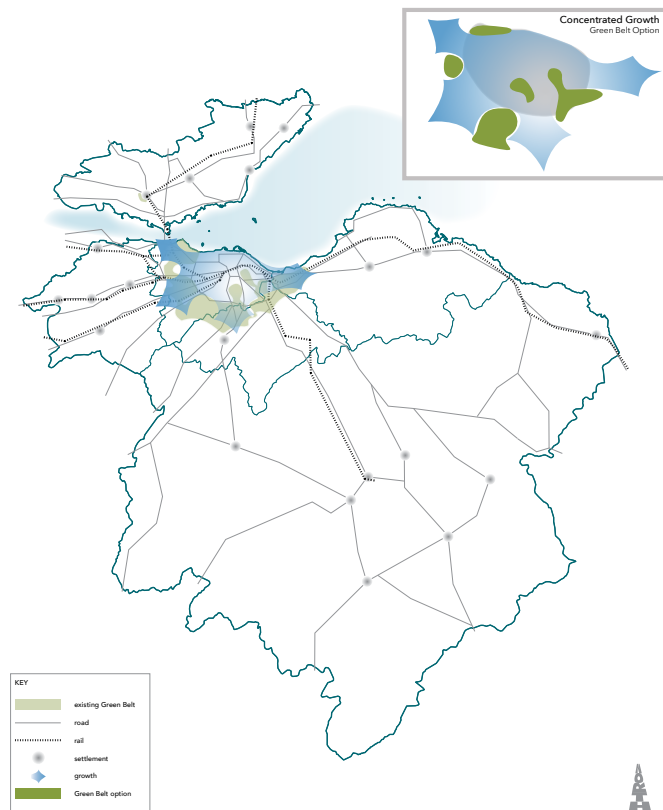 Concentrated Growth
Green Belt Option
KEY
existing Green Belt
road
rail
settlement
growth
Green Belt option